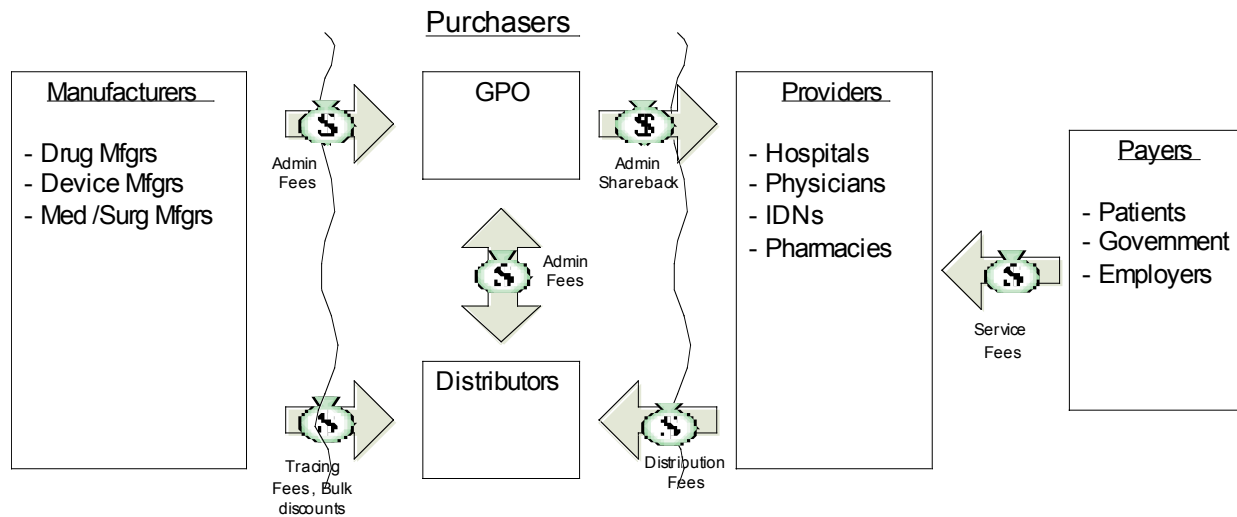 Purchasers
Manufacturers
- Drug Mfgrs
- Device Mfgrs
- Med /Surg Mfgrs
$
Admin
Fees
GPO
$
Admin
Shareback
Providers
- Hospitals
- Physicians
- IDNs
- Pharmacies
Payers
- Patients
- Government
- Employers
$
Admin
Fees
$
Service
Fees
$
Tracing
Fees, Bulk
discounts
Distributors
$
Distribution
Fees